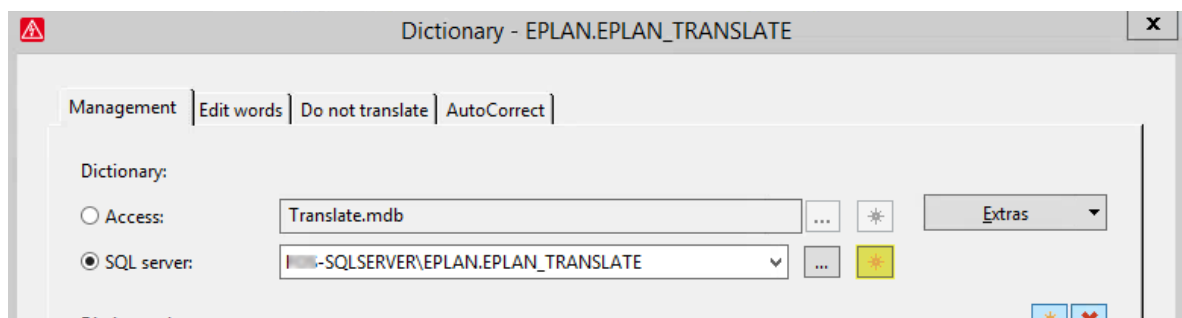 Dictionary - EPLAN.EPLAN_TRANSLATE
x
Management Edit words Do not translate AutoCorrect
Dictionary:
Access: Translate.mdb ... Extras
SQL server: -SQLSERVER\EPLAN.EPLAN_TRANSLATE ...